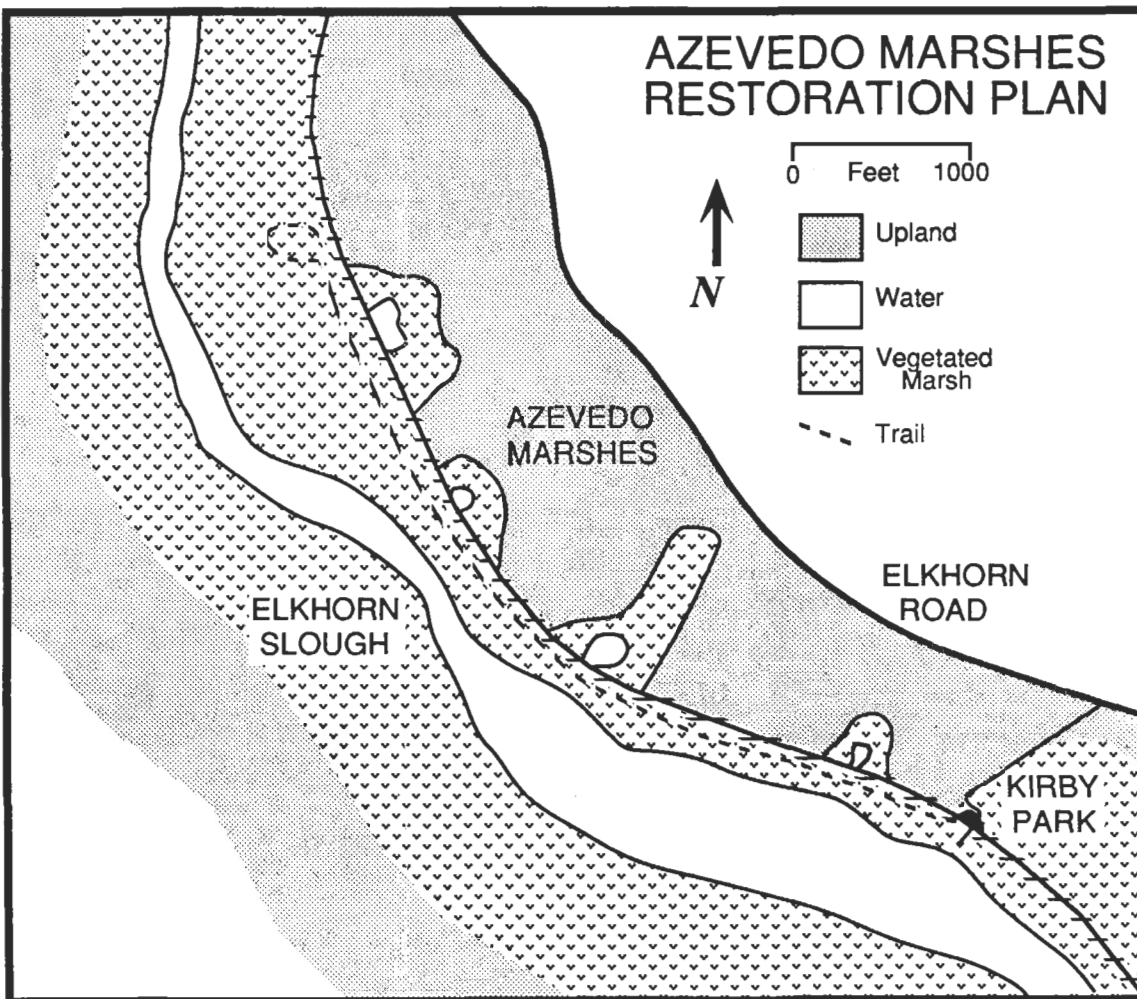 AZEVEDO MARSHES
RESTORATION PLAN
0 Feet 1000
N
Upland
Water
Vegetated
Marsh
Trail
AZEVEDO
MARSHES
ELKHORN
ROAD
ELKHORN
SLOUGH
KIRBY
PARK